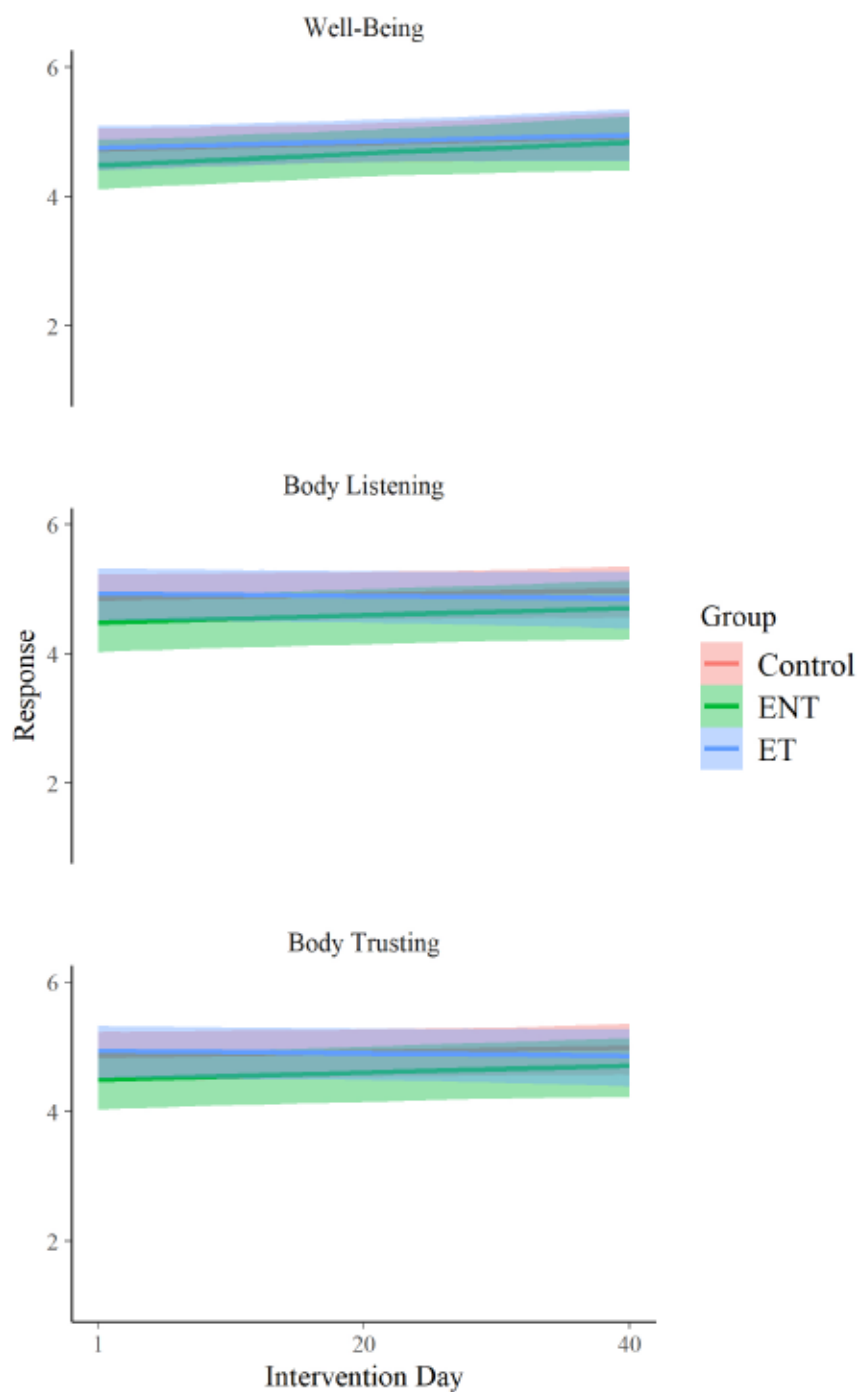 Well-Being
6
4
2
Body Listening
6
4
2
Response
Group
Control
ENT
ET
Body Trusting
6
4
2
1 20 40
Intervention Day